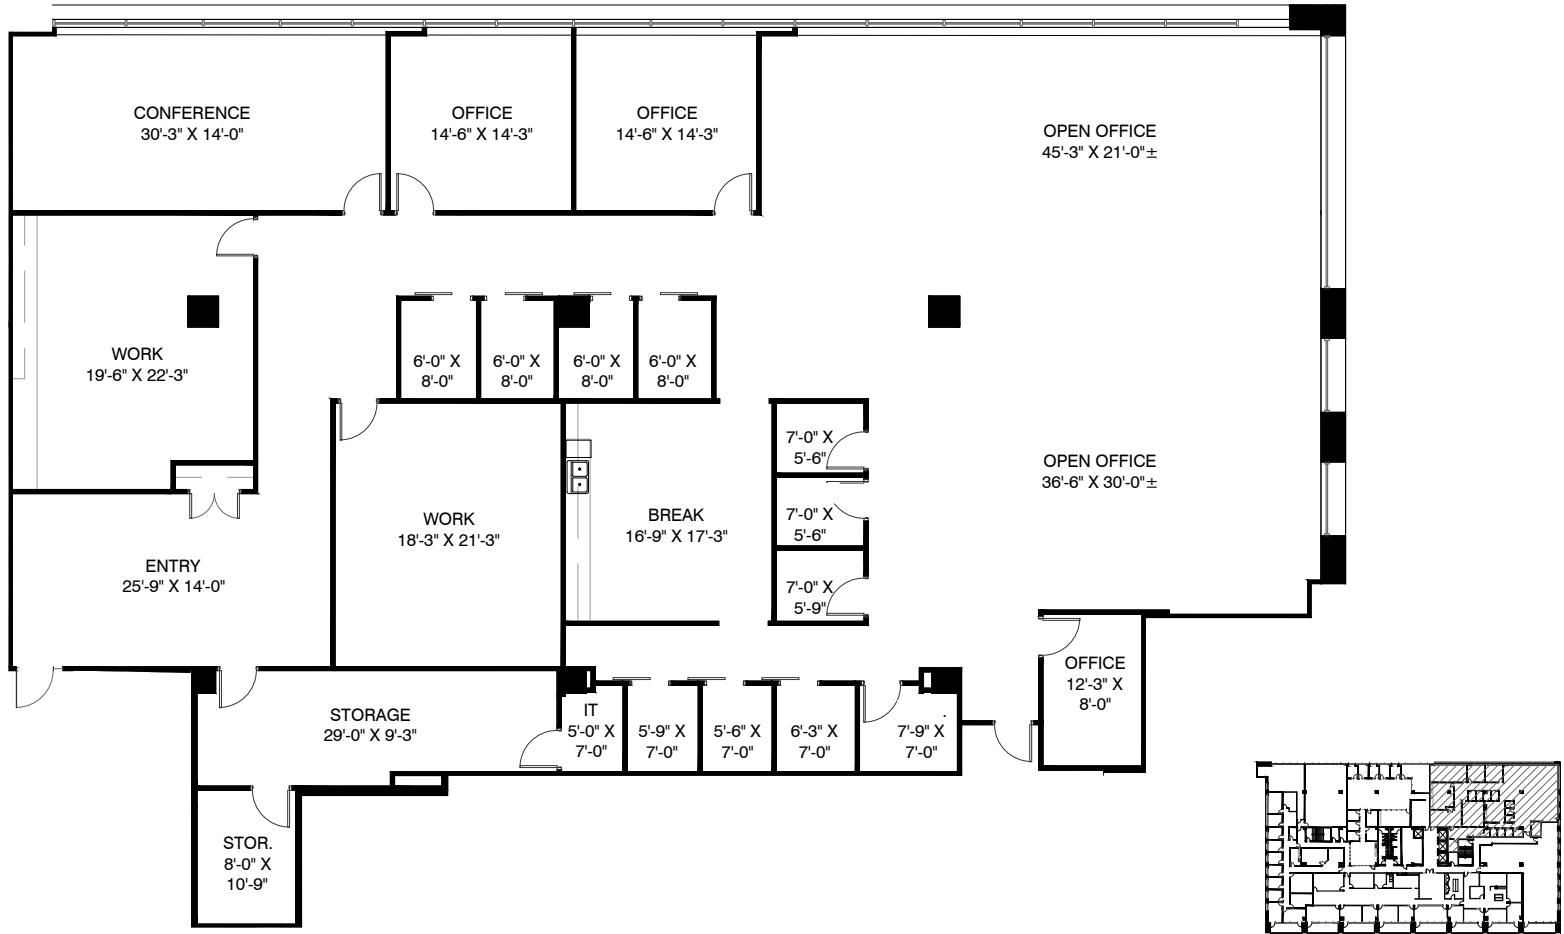 CONFERENCE
30'-3" X 14'-0"
OFFICE
14'-6" X 14'-3"
OFFICE
14'-6" X 14'-3"
OPEN OFFICE
45'-3" X 21'-0"±
WORK
19'-6" X 22'-3"
6'-0" X
8'-0"
6'-0" X
8'-0"
6'-0" X
8'-0"
6'-0" X
8'-0"
7'-0" X
5'-6"
7'-0" X
5'-6"
7'-0" X
5'-9"
OPEN OFFICE
36'-6" X 30'-0"±
WORK
18'-3" X 21'-3"
BREAK
16'-9" X 17'-3"
ENTRY
25'-9" X 14'-0"
OFFICE
12'-3" X
8'-0"
STORAGE
29'-0" X 9'-3"
IT
5'-0" X
7'-0"
5'-9" X
7'-0"
5'-6" X
7'-0"
6'-3" X
7'-0"
7'-9" X
7'-0"
STOR.
8'-0" X
10'-9"